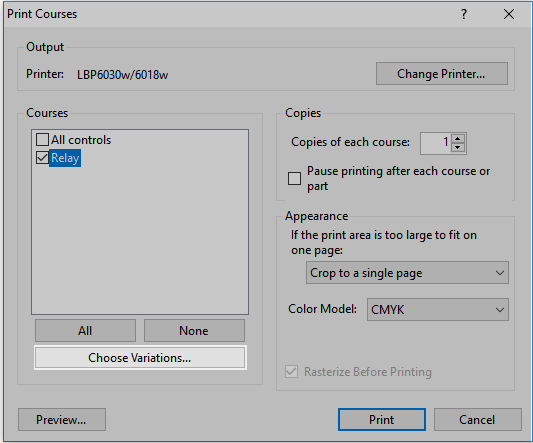 Print Courses
Output
Printer: LBP6030w/6018w
Change Printer...
Courses
All controls
Relay
All
None
Choose Variations...
Copies
Copies of each course: 1
Pause printing after each course or
part
Appearance
If the print area is too large to fit on
one page:
Crop to a single page
Color Model: CMYK
Rasterize Before Printing
Preview...
Print
Cancel